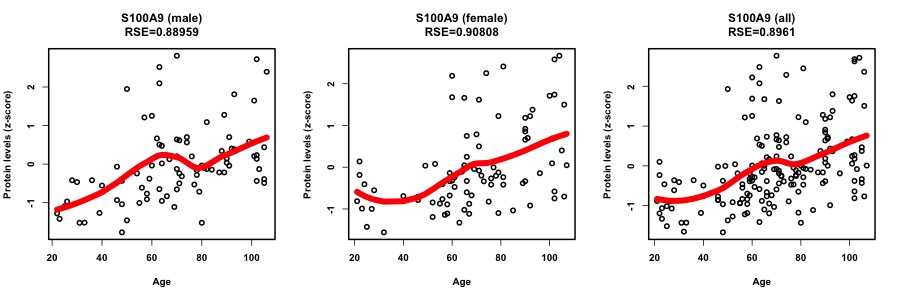 S100A9 (male)
RSE=0.88959
Protein levels (z-score)
2
1
0
-1
20
40
60
80
100
Age
S100A9 (female)
RSE=0.90808
Protein levels (z-score)
2
1
0
-1
20
40
60
80
100
Age
S100A9 (all)
RSE=0.8961
Protein levels (z-score)
2
1
0
-1
20
40
60
80
100
Age